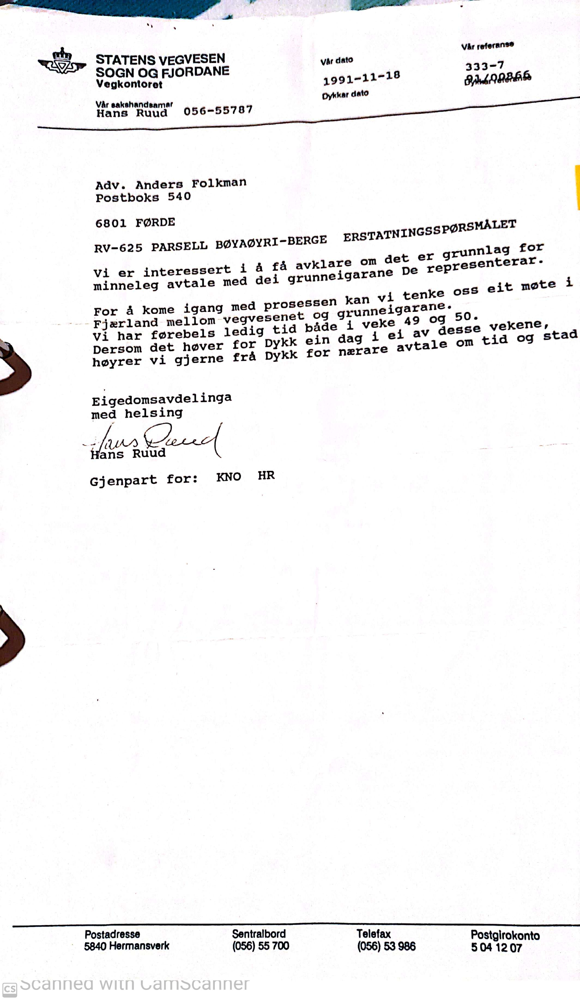 STATENS VEGVESEN
SOGN OG FJORDANE
Vegkontoret
Vår sakshandsamar
Hans Ruud 056-55787
Vår dato
1991-11-18
Dykkar dato
Vår referanse
333-7
91/00866
Dykkar referanse
Adv. Anders Folkman
Postboks 540
6801 FØRDE
RV-625 PARSELL BØYAØYRI-BERGE ERSTATNINGSSPØRSMÅLET
Vi er interessert i å få avklare om det er grunnlag for
minneleg avtale med dei grunneigarane De representerar.
For å kome igang med prosessen kan vi tenke oss eit møte i
Fjærland mellom vegvesenet og grunneigarane.
Vi har førebels ledig tid både i veke 49 og 50.
Dersom det høver for Dykk ein dag i ei av desse vekene,
høyrer vi gjerne frå Dykk for nærare avtale om tid og stad
Eigedomsavdelinga
med helsing
Hans Ruud
Hans Ruud
Gjenpart for: KNO HR
Postadresse
5840 Hermansverk
Sentralbord
(056) 55 700
Telefax
(056) 53 986
Postgirokonto
5 04 12 07
CS Scanned with CamScanner